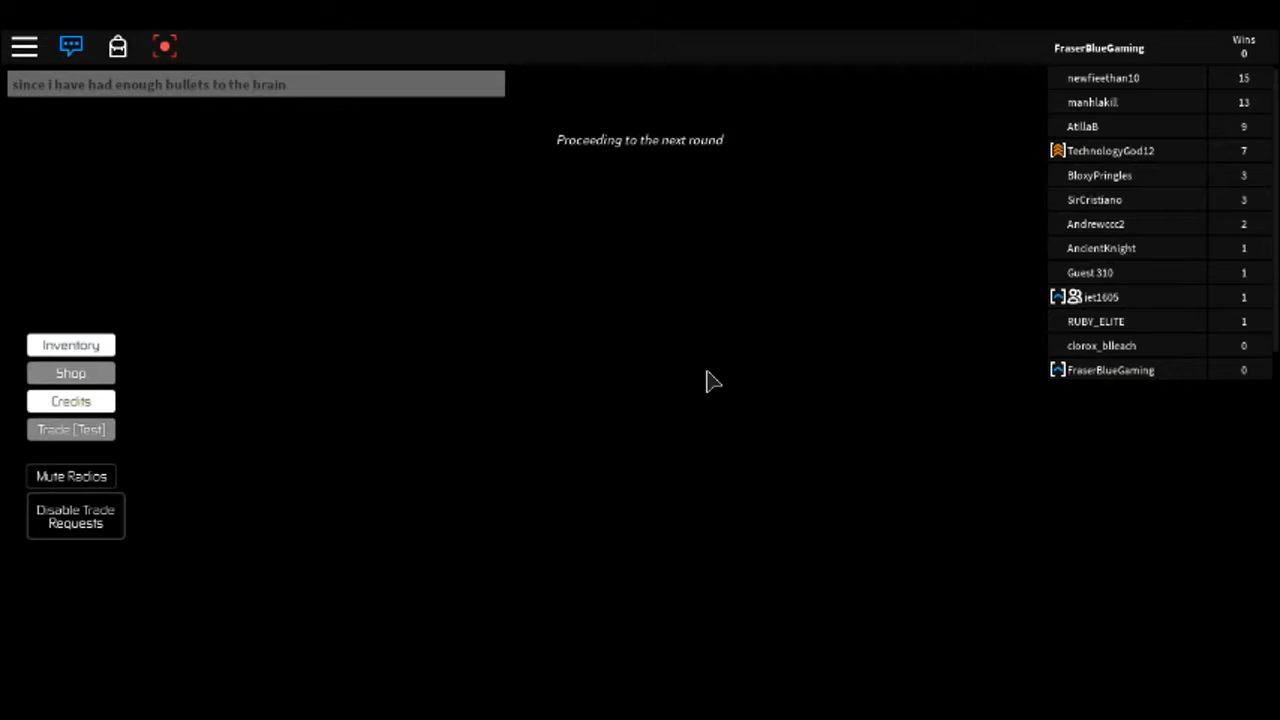 FraserBlueGaming Wins 0
since i have had enough bullets to the brain
newfieethan10 15
manhlakill 13
Proceeding to the next round
AtillaB 9
TechnologyGod12 7
BloxyPringles 3
SirCristiano 3
Andrewccc2 2
AncientKnight 1
Guest 310 1
iet1605 1
RUBY_ELITE 1
clorox_blleach 0
FraserBlueGaming 0
Inventory
Shop
Credits
Trade [Test]
Mute Radios
Disable Trade
Requests